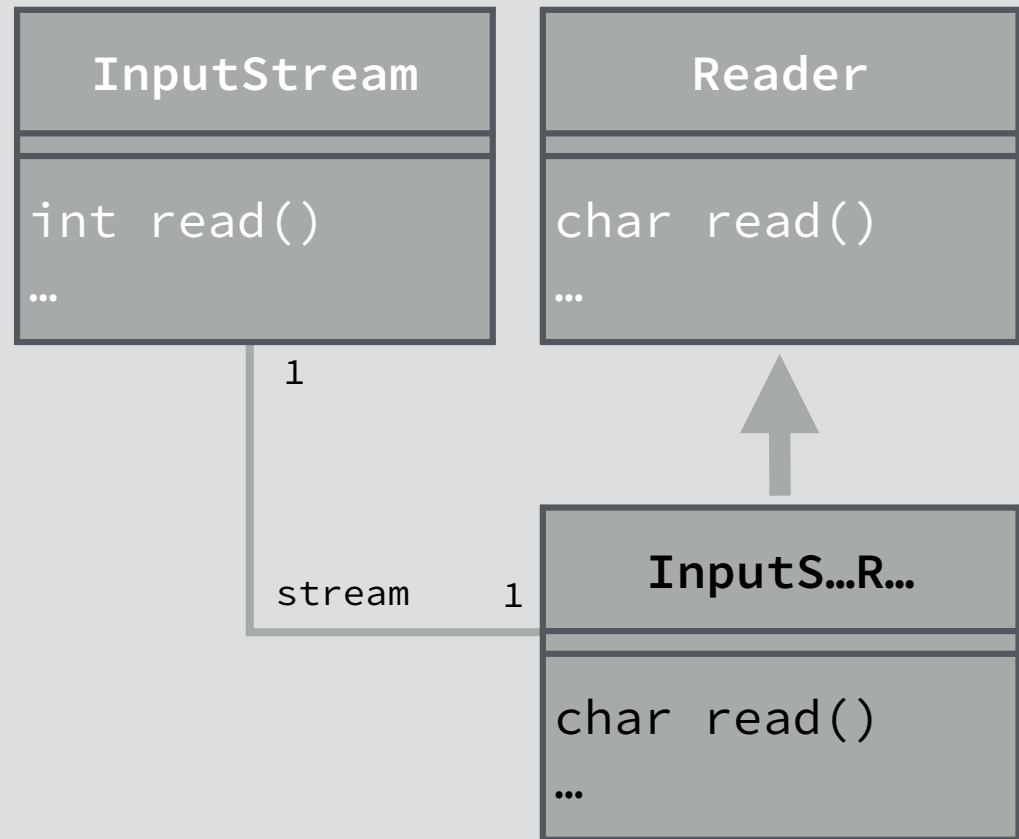 InputStream
int read()
…
Reader
char read()
…
1
stream 1
InputS…R…
char read()
…